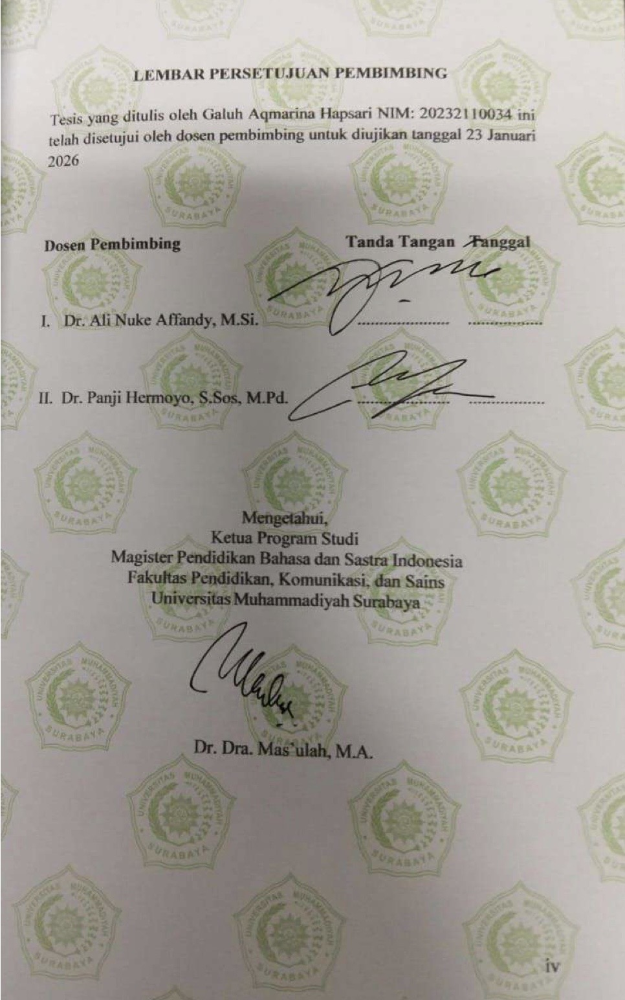 LEMBAR PERSETUJUAN PEMBIMBING
Tesis yang ditulis oleh Galuh Aqmarina Hapsari NIM: 20232110034 ini
telah disetujui oleh dosen pembimbing untuk diujikan tanggal 23 Januari
2026
Dosen Pembimbing Tanda Tangan Tanggal
I. Dr. Ali Nuke Affandy, M.Si. .................... ................
II. Dr. Panji Hermoyo, S.Sos, M.Pd. .................... ................
Mengetahui,
Ketua Program Studi
Magister Pendidikan Bahasa dan Sastra Indonesia
Fakultas Pendidikan, Komunikasi, dan Sains
Universitas Muhammadiyah Surabaya
Dr. Dra. Mas'ulah, M.A.
iv
UNIVERSITAS MUHAMMADIYAH
SURABAYA